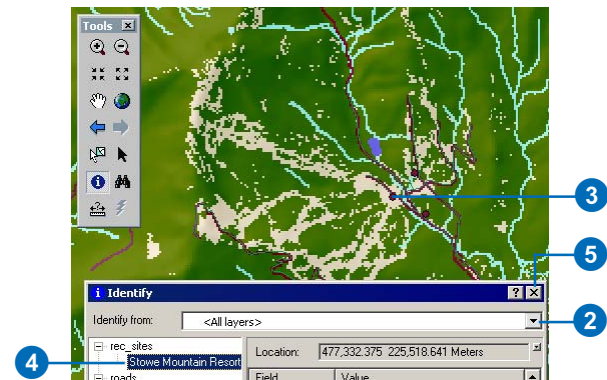 Tools
3
5
Identify
Identify from: <All layers>
2
rec_sites
Location: 477,332.375 225,518.641 Meters
4
Stowe Mountain Resort
roads
Field Value